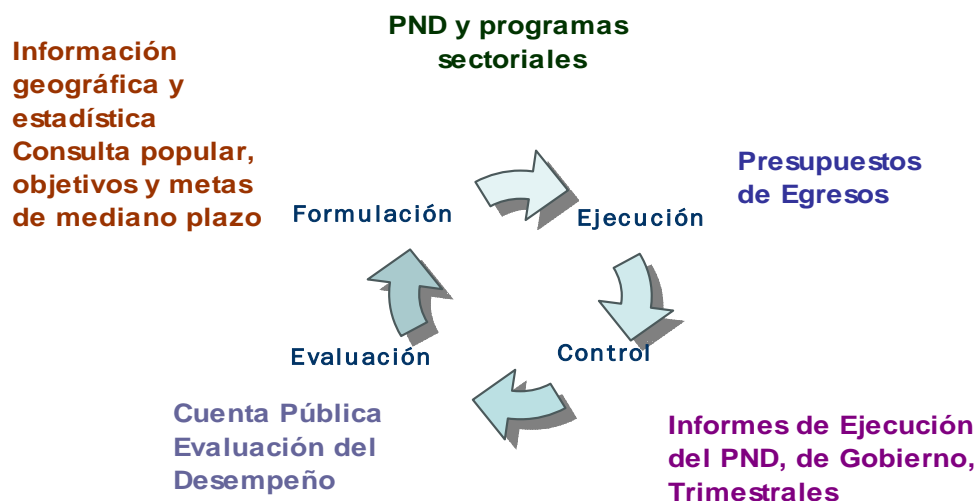 PND y programas
sectoriales
Información
geográfica y
estadística
Consulta popular,
objetivos y metas
de mediano plazo
Presupuestos
de Egresos
Formulación
Ejecución
Evaluación
Control
Cuenta Pública
Evaluación del
Desempeño
Informes de Ejecución
del PND, de Gobierno,
Trimestrales